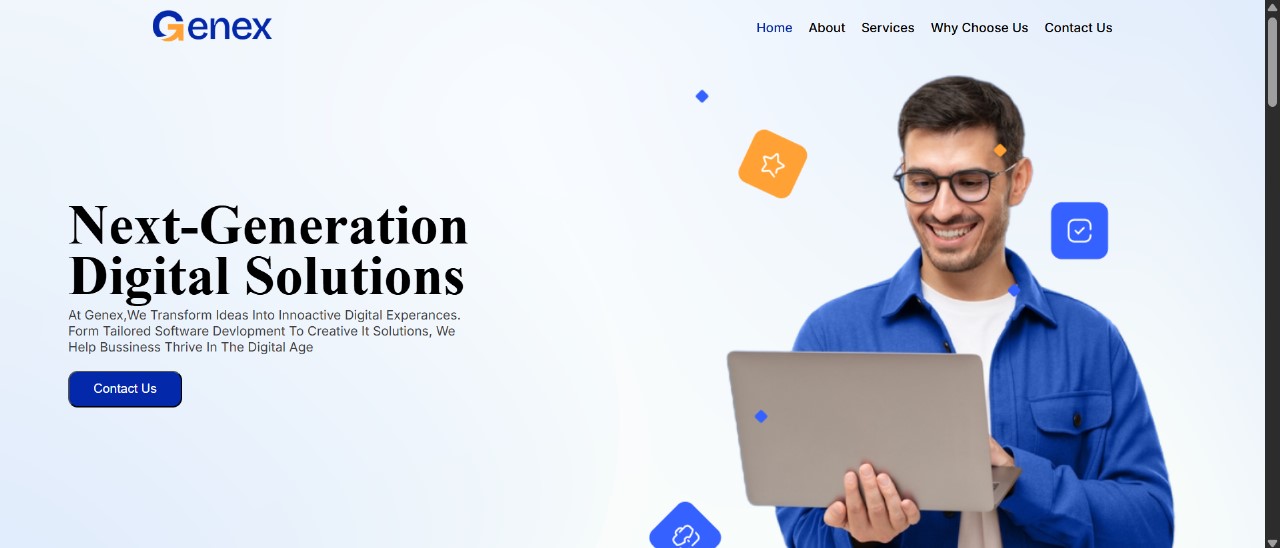 Genex
Home About Services Why Choose Us Contact Us
Next-Generation
Digital Solutions
At Genex,We Transform Ideas Into Innoactive Digital Experances.
Form Tailored Software Devlopment To Creative It Solutions, We
Help Bussiness Thrive In The Digital Age
Contact Us